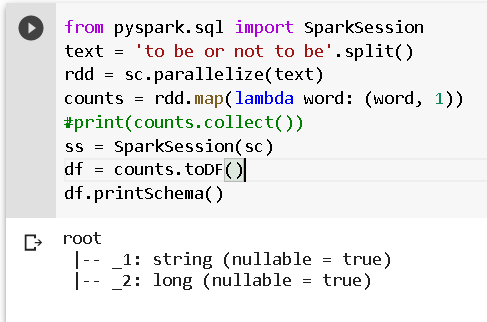 from pyspark.sql import SparkSession
text = 'to be or not to be'.split()
rdd = sc.parallelize(text)
counts = rdd.map(lambda word: (word, 1))
#print(counts.collect())
ss = SparkSession(sc)
df = counts.toDF()
df.printSchema()
root
 |-- _1: string (nullable = true)
 |-- _2: long (nullable = true)